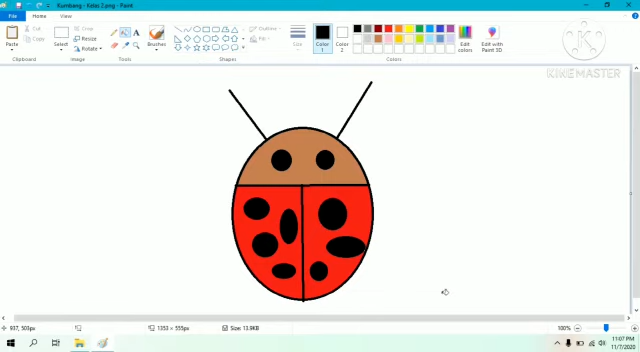 Kumbang - Kelas 2.png - Paint
File Home View
Paste
Cut
Copy
Clipboard
Select
Crop
Resize
Rotate
Image
Tools
Brushes
Shapes
Outline
Fill
Size
Color 1
Color 2
Colors
Edit colors
Edit with Paint 3D
KINEMASTER
937, 503px
1353 × 555px
Size: 13.9KB
100%
11:07 PM
11/7/2020